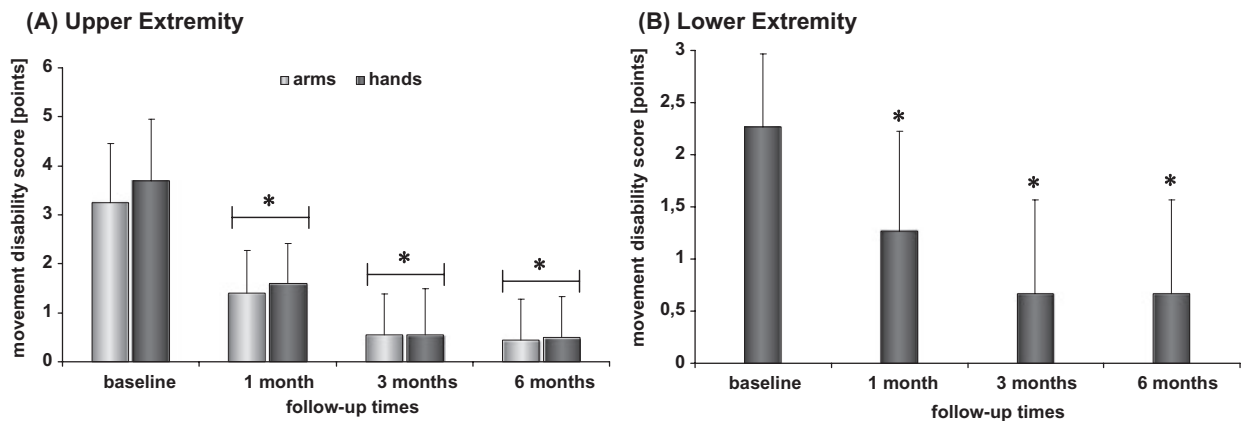 (A) Upper Extremity
movement disability score [points]
6
5
4
3
2
1
0
arms hands
*
*
*
baseline 1 month 3 months 6 months
follow-up times
(B) Lower Extremity
movement disability score [points]
3
2,5
2
1,5
1
0,5
0
*
*
*
baseline 1 month 3 months 6 months
follow-up times